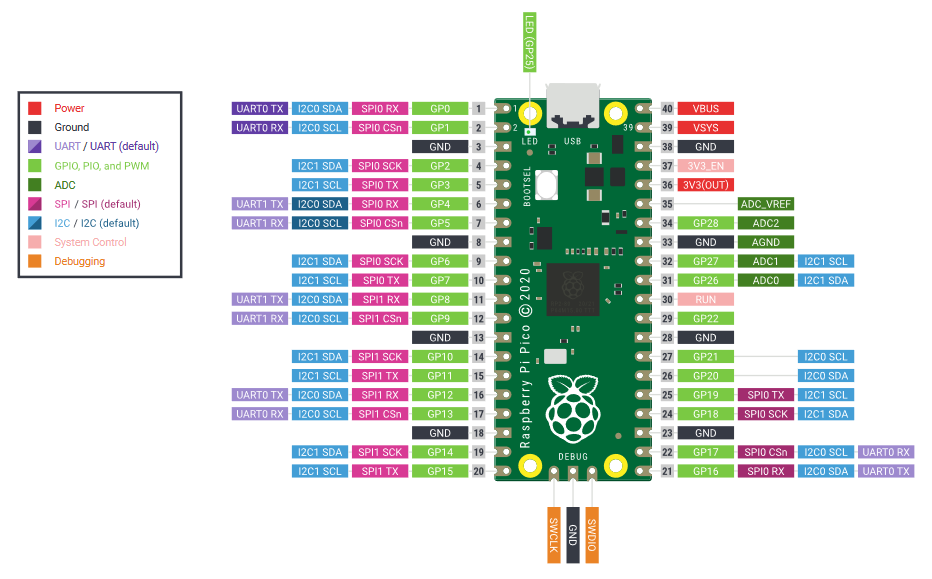 LED (GP25)
Power
Ground
UART / UART (default)
GPIO, PIO, and PWM
ADC
SPI / SPI (default)
I2C / I2C (default)
System Control
Debugging
UART0 TX I2C0 SDA SPI0 RX GP0 1
UART0 RX I2C0 SCL SPI0 CSn GP1 2
GND 3
I2C1 SDA SPI0 SCK GP2 4
I2C1 SCL SPI0 TX GP3 5
UART1 TX I2C0 SDA SPI0 RX GP4 6
UART1 RX I2C0 SCL SPI0 CSn GP5 7
GND 8
I2C1 SDA SPI0 SCK GP6 9
I2C1 SCL SPI0 TX GP7 10
UART1 TX I2C0 SDA SPI1 RX GP8 11
UART1 RX I2C0 SCL SPI1 CSn GP9 12
GND 13
I2C1 SDA SPI1 SCK GP10 14
I2C1 SCL SPI1 TX GP11 15
UART0 TX I2C0 SDA SPI1 RX GP12 16
UART0 RX I2C0 SCL SPI1 CSn GP13 17
GND 18
I2C1 SDA SPI1 SCK GP14 19
I2C1 SCL SPI1 TX GP15 20
1
2
39
LED
USB
BOOTSEL
Raspberry Pi Pico © 2020
DEBUG
40 VBUS
39 VSYS
38 GND
37 3V3_EN
36 3V3(OUT)
35 ADC_VREF
34 GP28 ADC2
33 GND AGND
32 GP27 ADC1 I2C1 SCL
31 GP26 ADC0 I2C1 SDA
30 RUN
29 GP22
28 GND
27 GP21 I2C0 SCL
26 GP20 I2C0 SDA
25 GP19 SPI0 TX I2C1 SCL
24 GP18 SPI0 SCK I2C1 SDA
23 GND
22 GP17 SPI0 CSn I2C0 SCL UART0 RX
21 GP16 SPI0 RX I2C0 SDA UART0 TX
SWCLK
GND
SWDIO